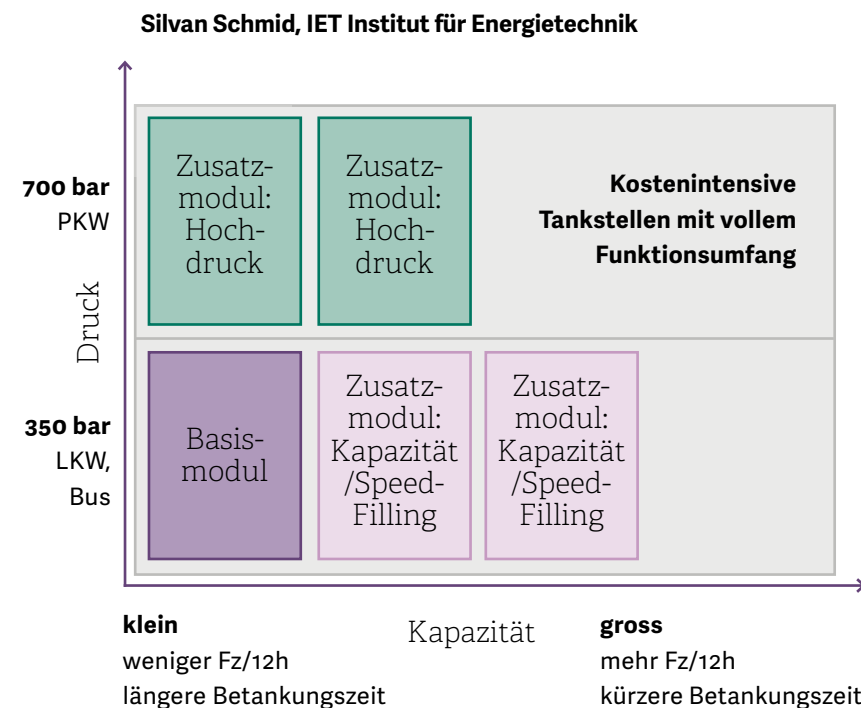 Silvan Schmid, IET Institut für Energietechnik
700 bar
PKW
Zusatz-
modul:
Hoch-
druck
Zusatz-
modul:
Hoch-
druck
Kostenintensive
Tankstellen mit vollem
Funktionsumfang
Druck
350 bar
LKW,
Bus
Basis-
modul
Zusatz-
modul:
Kapazität
/Speed-
Filling
Zusatz-
modul:
Kapazität
/Speed-
Filling
klein
weniger Fz/12h
längere Betankungszeit
Kapazität
gross
mehr Fz/12h
kürzere Betankungszeit